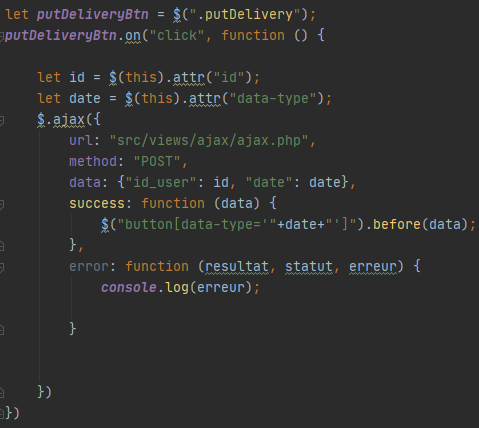 let putDeliveryBtn = $(".putDelivery");
putDeliveryBtn.on("click", function () {
let id = $(this).attr("id");
let date = $(this).attr("data-type");
$.ajax({
url: "src/views/ajax/ajax.php",
method: "POST",
data: {"id_user": id, "date": date},
success: function (data) {
$("button[data-type='"+date+"']").before(data);
},
error: function (resultat, statut, erreur) {
console.log(erreur);
}
})
})